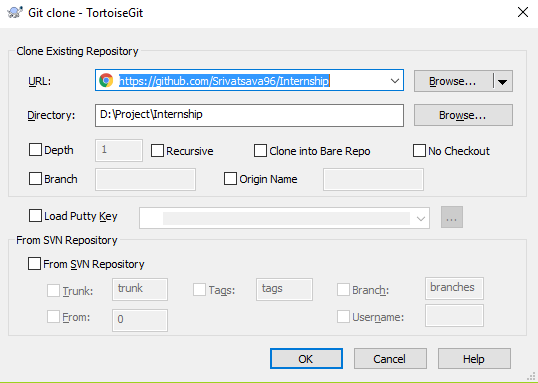 Git clone - TortoiseGit
Clone Existing Repository
URL: https://github.com/Srivatsava96/Internship Browse...
Directory: D:\Project\Internship Browse...
Depth 1 Recursive Clone into Bare Repo No Checkout
Branch Origin Name
Load Putty Key ...
From SVN Repository
From SVN Repository
Trunk: trunk Tags: tags Branch: branches
From: 0 Username:
OK Cancel Help